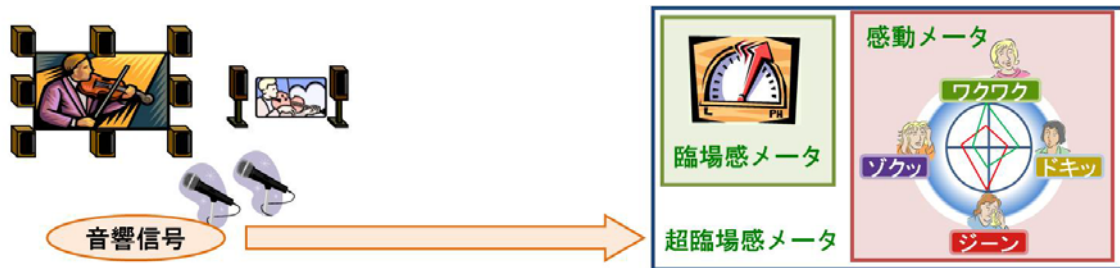 音響信号
臨場感メータ
超臨場感メータ
感動メータ
ワクワク
ゾクッ
ドキッ
ジーン
L
PH